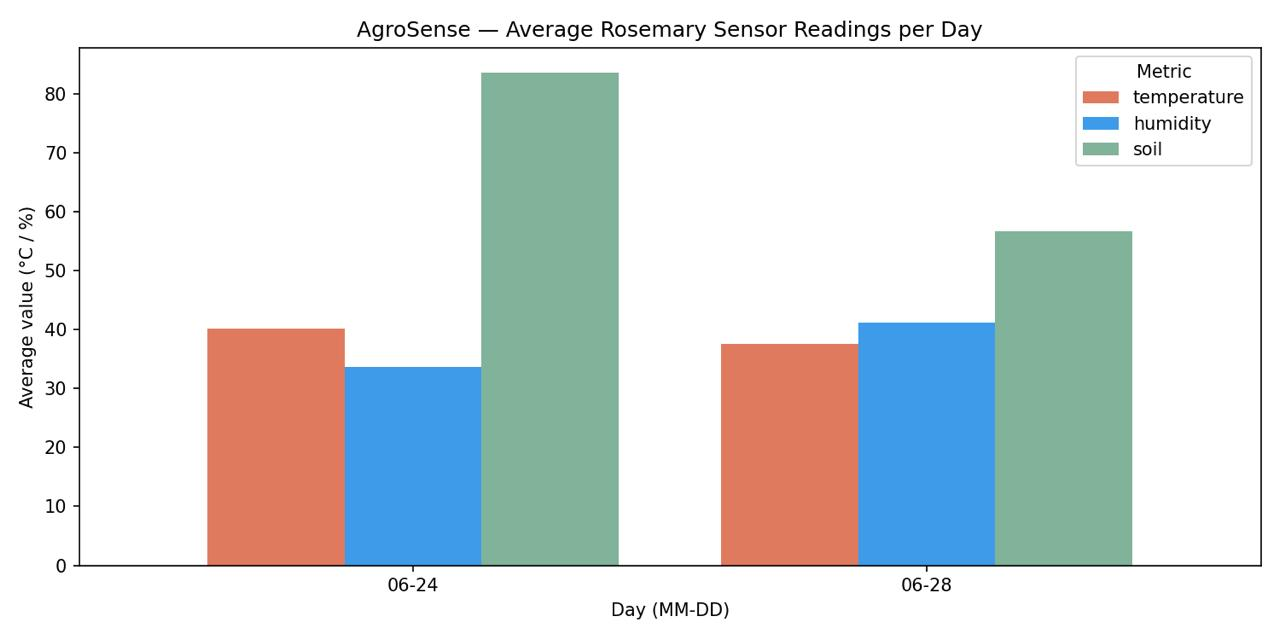 AgroSense — Average Rosemary Sensor Readings per Day
Metric
temperature
humidity
soil
Average value (°C / %)
80
70
60
50
40
30
20
10
0
06-24
06-28
Day (MM-DD)